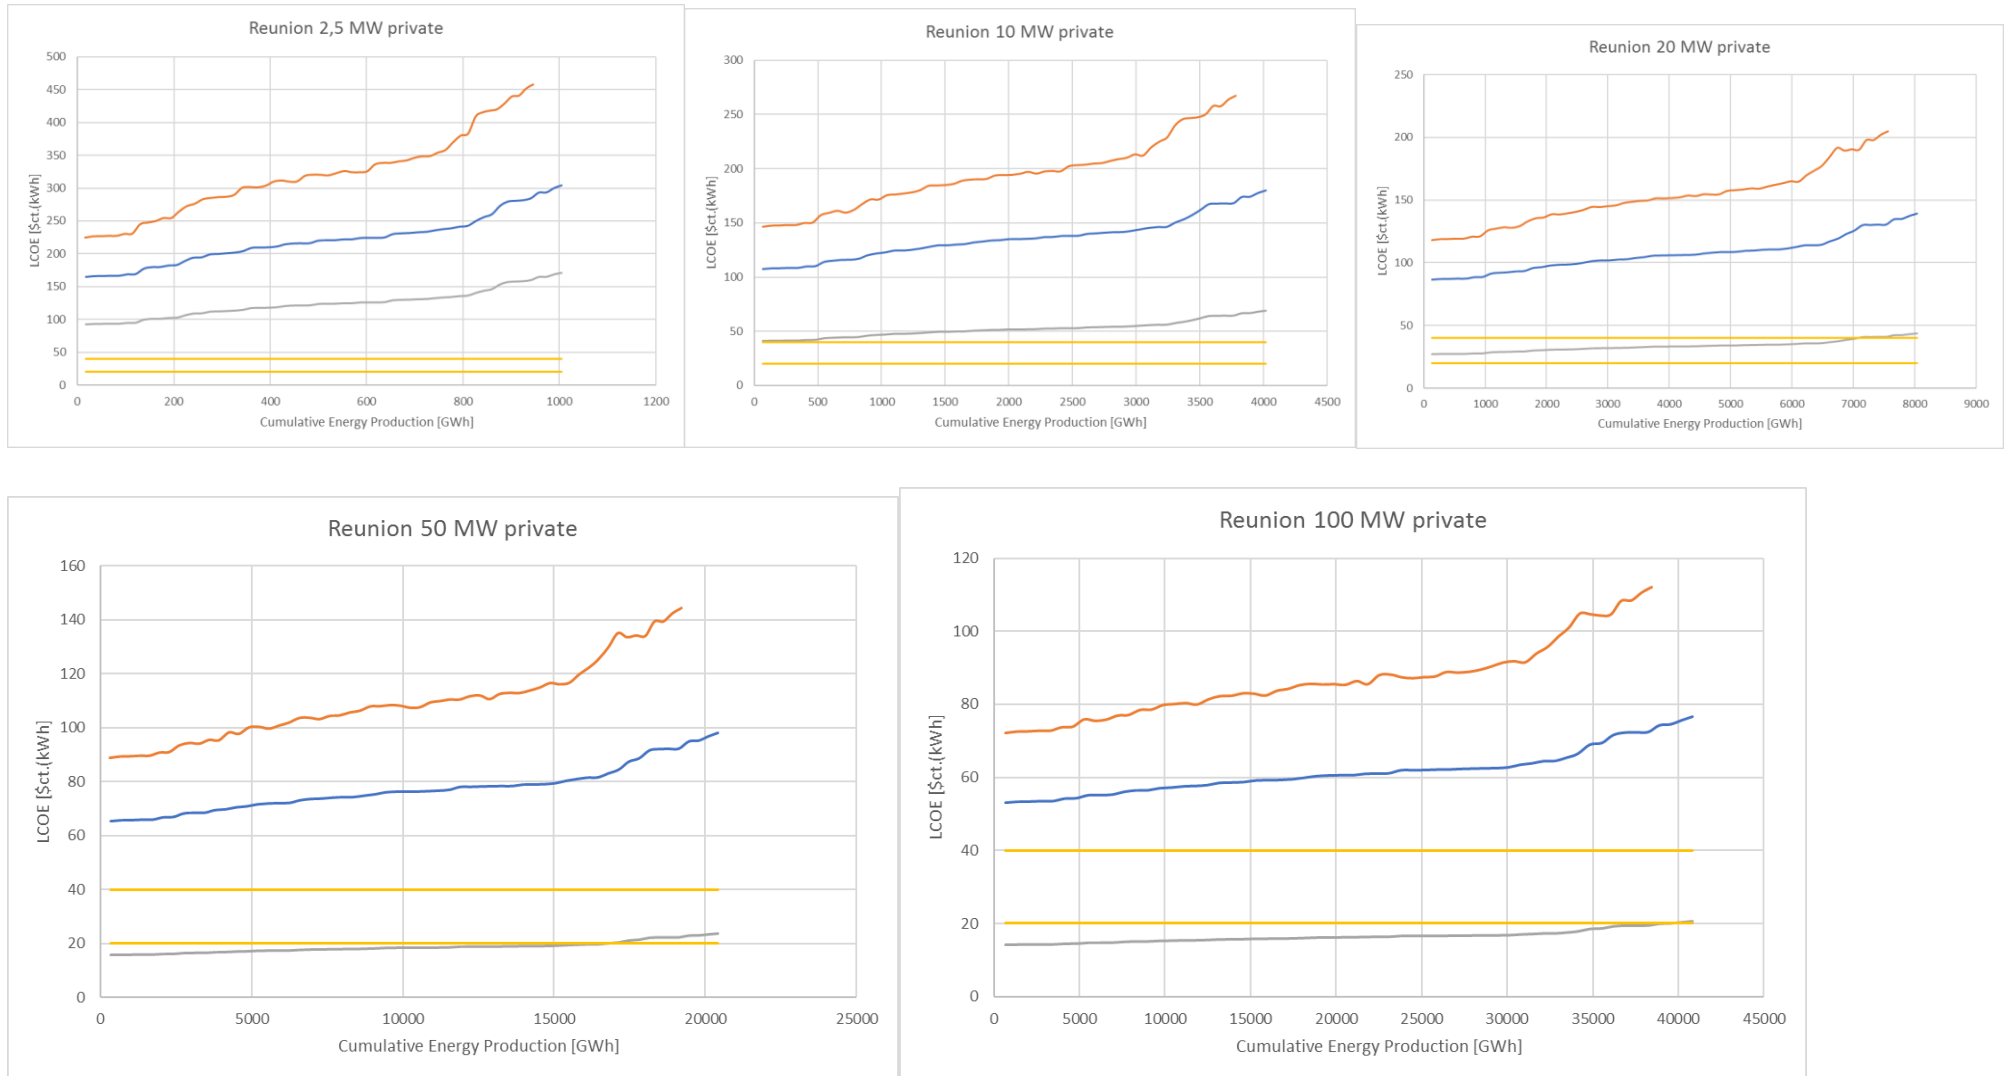 Reunion 2,5 MW private
500
450
400
350
300
250
200
150
100
50
0
LCOE [$ct.(kWh)
0 200 400 600 800 1000 1200
Cumulative Energy Production [GWh]
Reunion 10 MW private
300
250
200
150
100
50
0
LCOE [$ct.(kWh)
0 500 1000 1500 2000 2500 3000 3500 4000 4500
Cumulative Energy Production [GWh]
Reunion 20 MW private
250
200
150
100
50
0
LCOE [$ct.(kWh)
0 1000 2000 3000 4000 5000 6000 7000 8000 9000
Cumulative Energy Production [GWh]
Reunion 50 MW private
160
140
120
100
80
60
40
20
0
LCOE [$ct.(kWh)
0 5000 10000 15000 20000 25000
Cumulative Energy Production [GWh]
Reunion 100 MW private
120
100
80
60
40
20
0
LCOE [$ct.(kWh)
0 5000 10000 15000 20000 25000 30000 35000 40000 45000
Cumulative Energy Production [GWh]